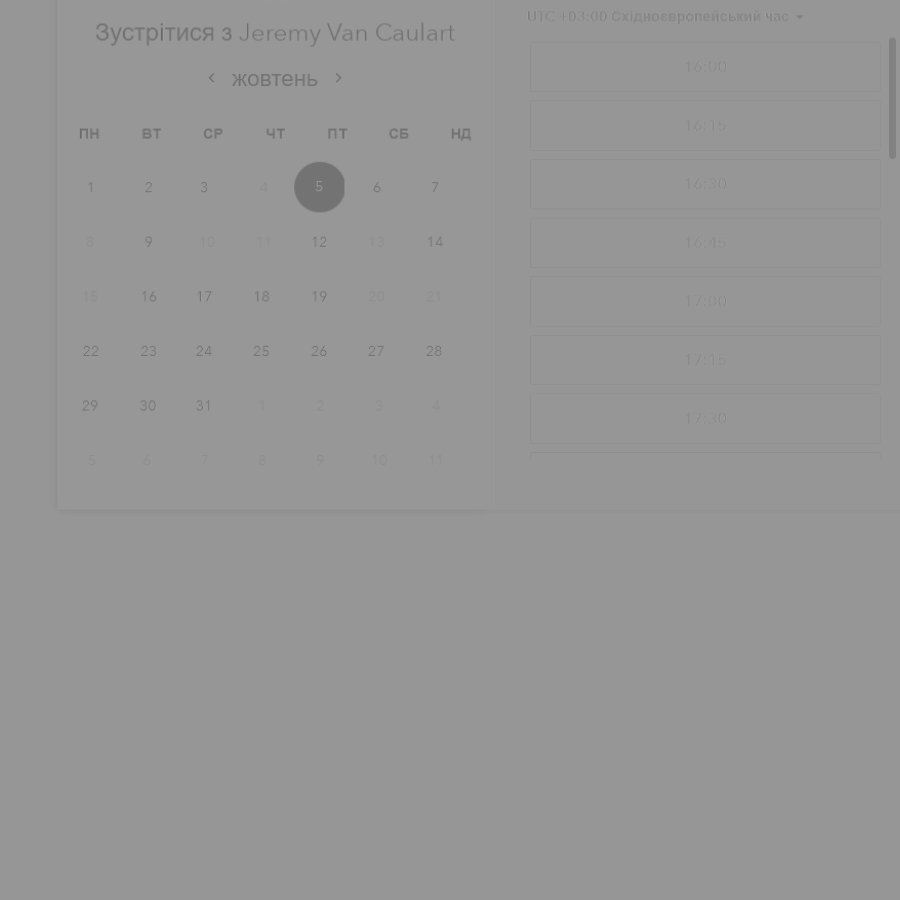 Зустрітися з Jeremy Van Caulart
жовтень
ПН ВТ СР ЧТ ПТ СБ НД
1 2 3 4 5 6 7
8 9 10 11 12 13 14
15 16 17 18 19 20 21
22 23 24 25 26 27 28
29 30 31 1 2 3 4
5 6 7 8 9 10 11
UTC +03:00 Східноєвропейський час
16:00
16:15
16:30
16:45
17:00
17:15
17:30